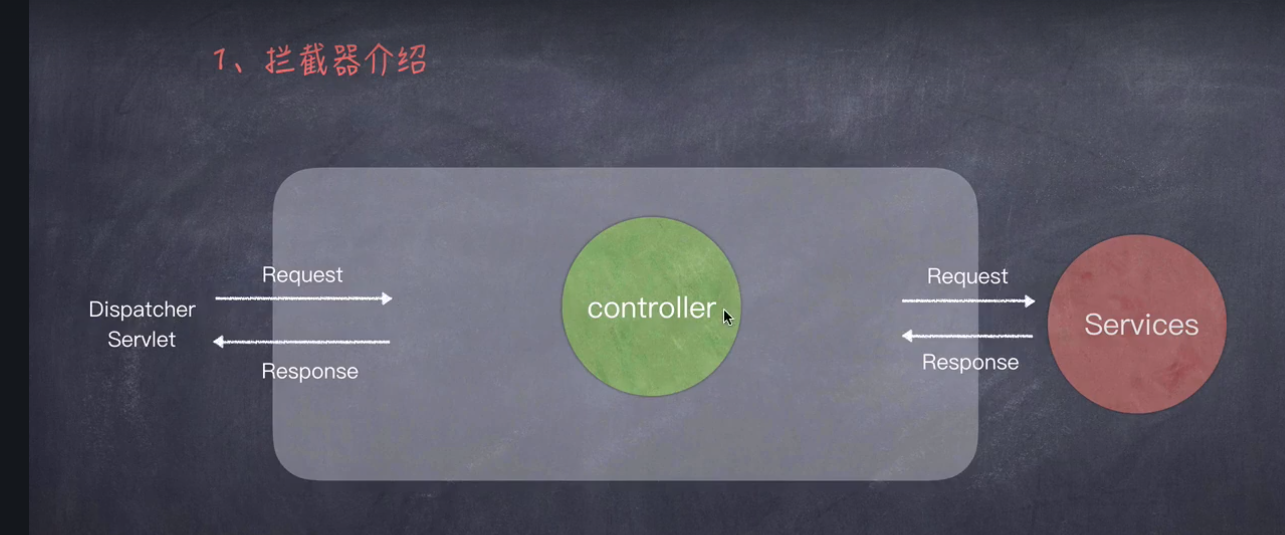 1、拦截器介绍
Request
Dispatcher
Servlet
Response
controller
Request
Response
Services